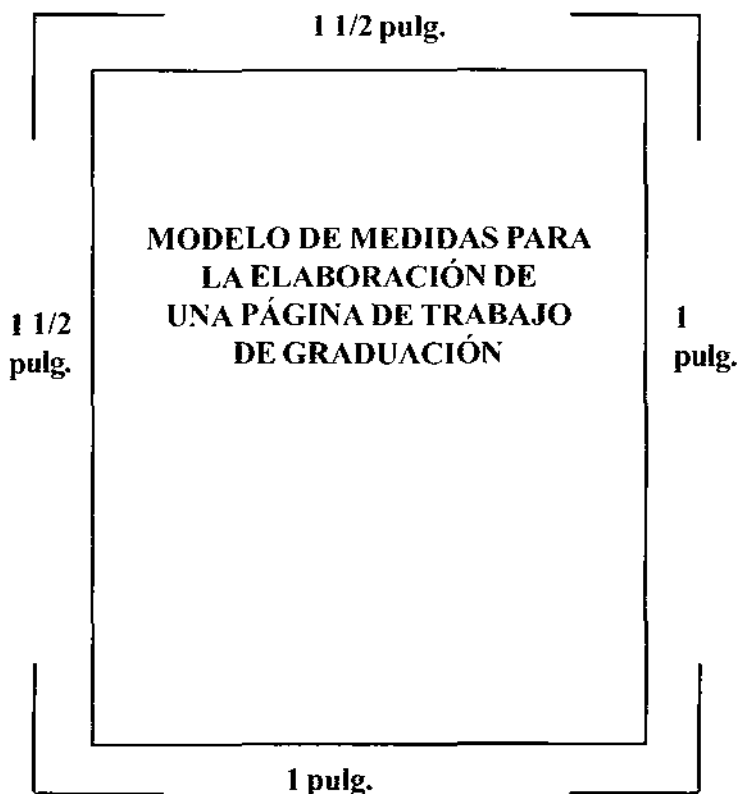 1 1/2 pulg.
MODELO DE MEDIDAS PARA
LA ELABORACIÓN DE
UNA PÁGINA DE TRABAJO
DE GRADUACIÓN
1 1/2
pulg.
1
pulg.
1 pulg.